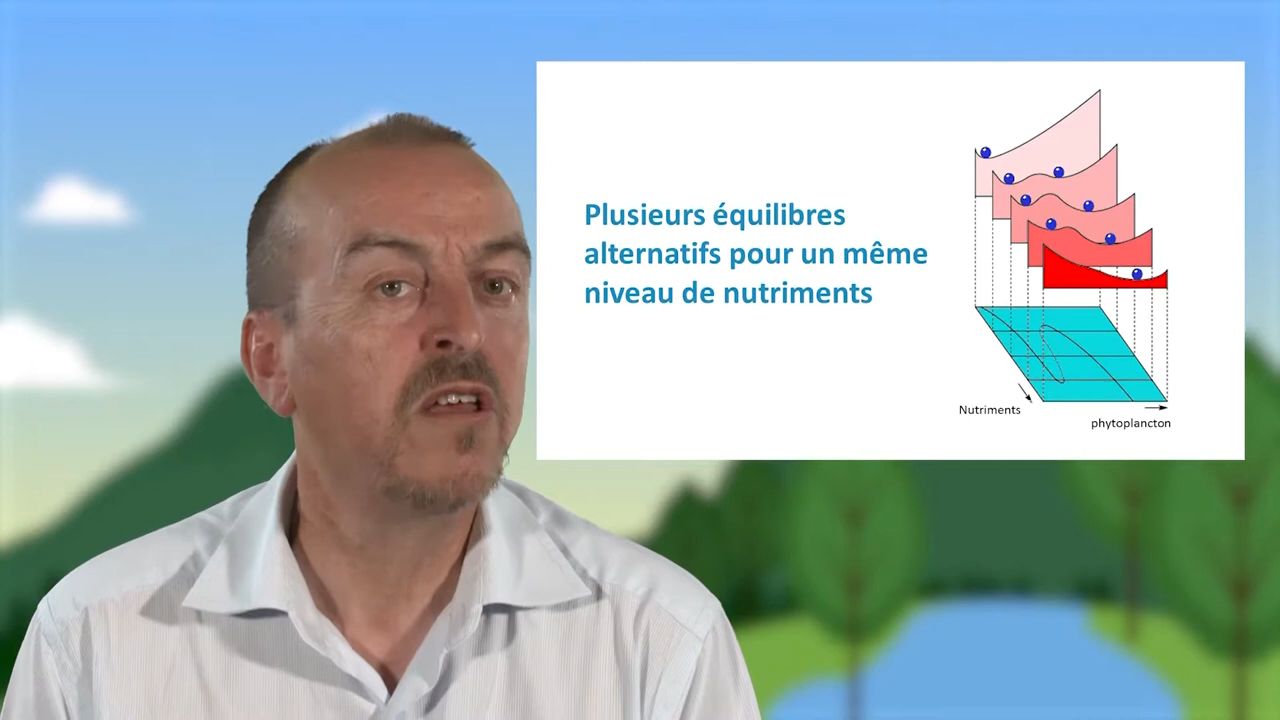 Plusieurs équilibres
alternatifs pour un même
niveau de nutriments
Nutriments
phytoplancton